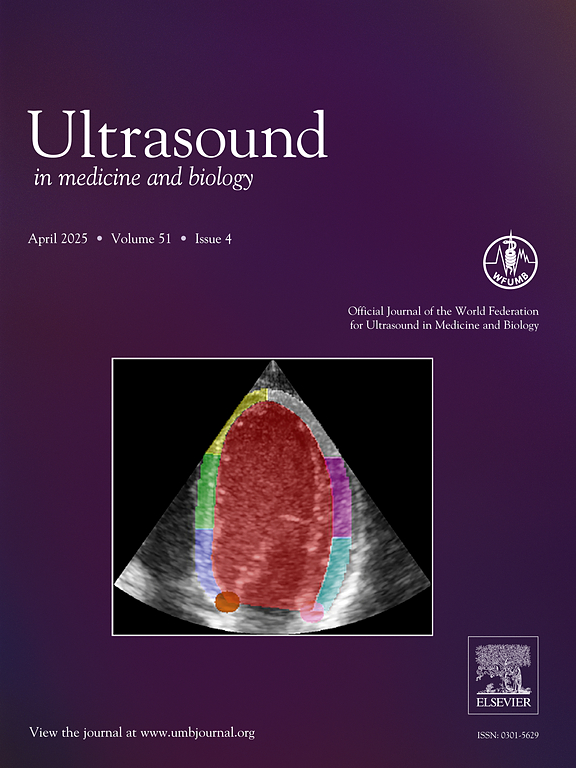 Ultrasound
in medicine and biology
April 2025 • Volume 51 • Issue 4
WFUMB
Official Journal of the World Federation
for Ultrasound in Medicine and Biology
ELSEVIER
View the journal at www.umbjournal.org
ISSN: 0301-5629